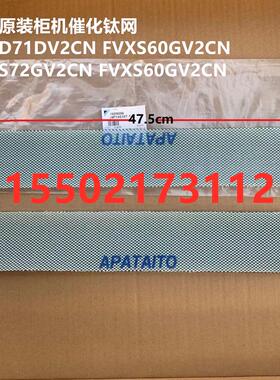 原装柜机催化钛网
D71DV2CN FVXS60GV2CN
S72GV2CN FVXS60GV2CN
47.5cm
15502173112
APATAITO
APATAITO